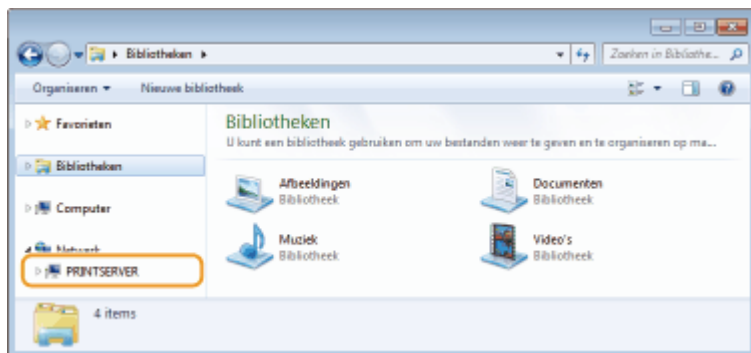 Bibliotheken
Zoeken in Bibliothe...
Organiseren
Nieuwe bibliotheek
Favorieten
Bibliotheken
Computer
Netwerk
PRINTSERVER
Bibliotheken
U kunt een bibliotheek gebruiken om uw bestanden weer te geven en te organiseren op ma...
Afbeeldingen
Bibliotheek
Documenten
Bibliotheek
Muziek
Bibliotheek
Video's
Bibliotheek
4 items